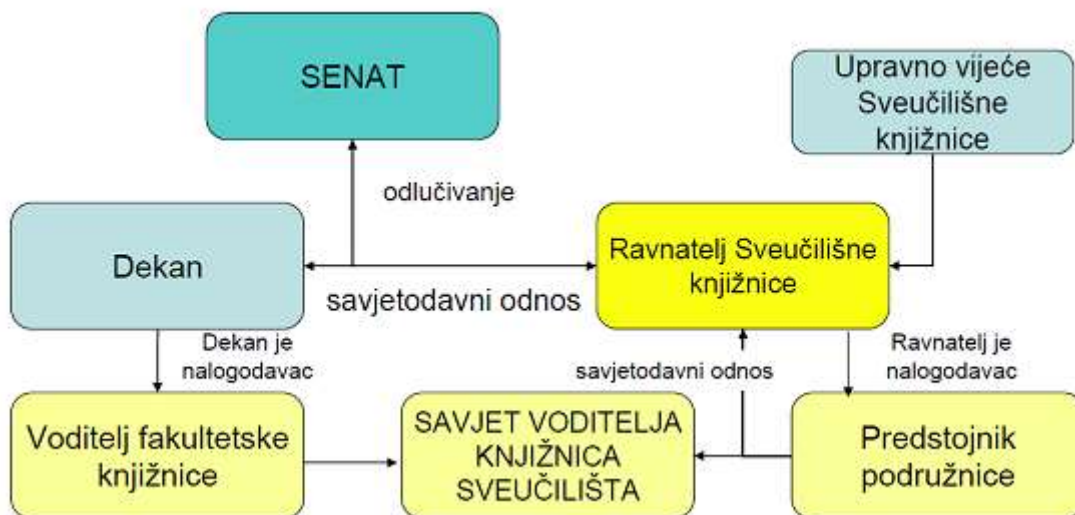 SENAT
Upravno vijeće
Sveučilišne
knjižnice
odlučivanje
Dekan
Ravnatelj Sveučilišne
knjižnice
savjetodavni odnos
Dekan je
nalogodavac
savjetodavni odnos
Ravnatelj je
nalogodavac
Voditelj fakultetske
knjižnice
SAVJET VODITELJA
KNJIŽNICA
SVEUČILIŠTA
Predstojnik
podružnice